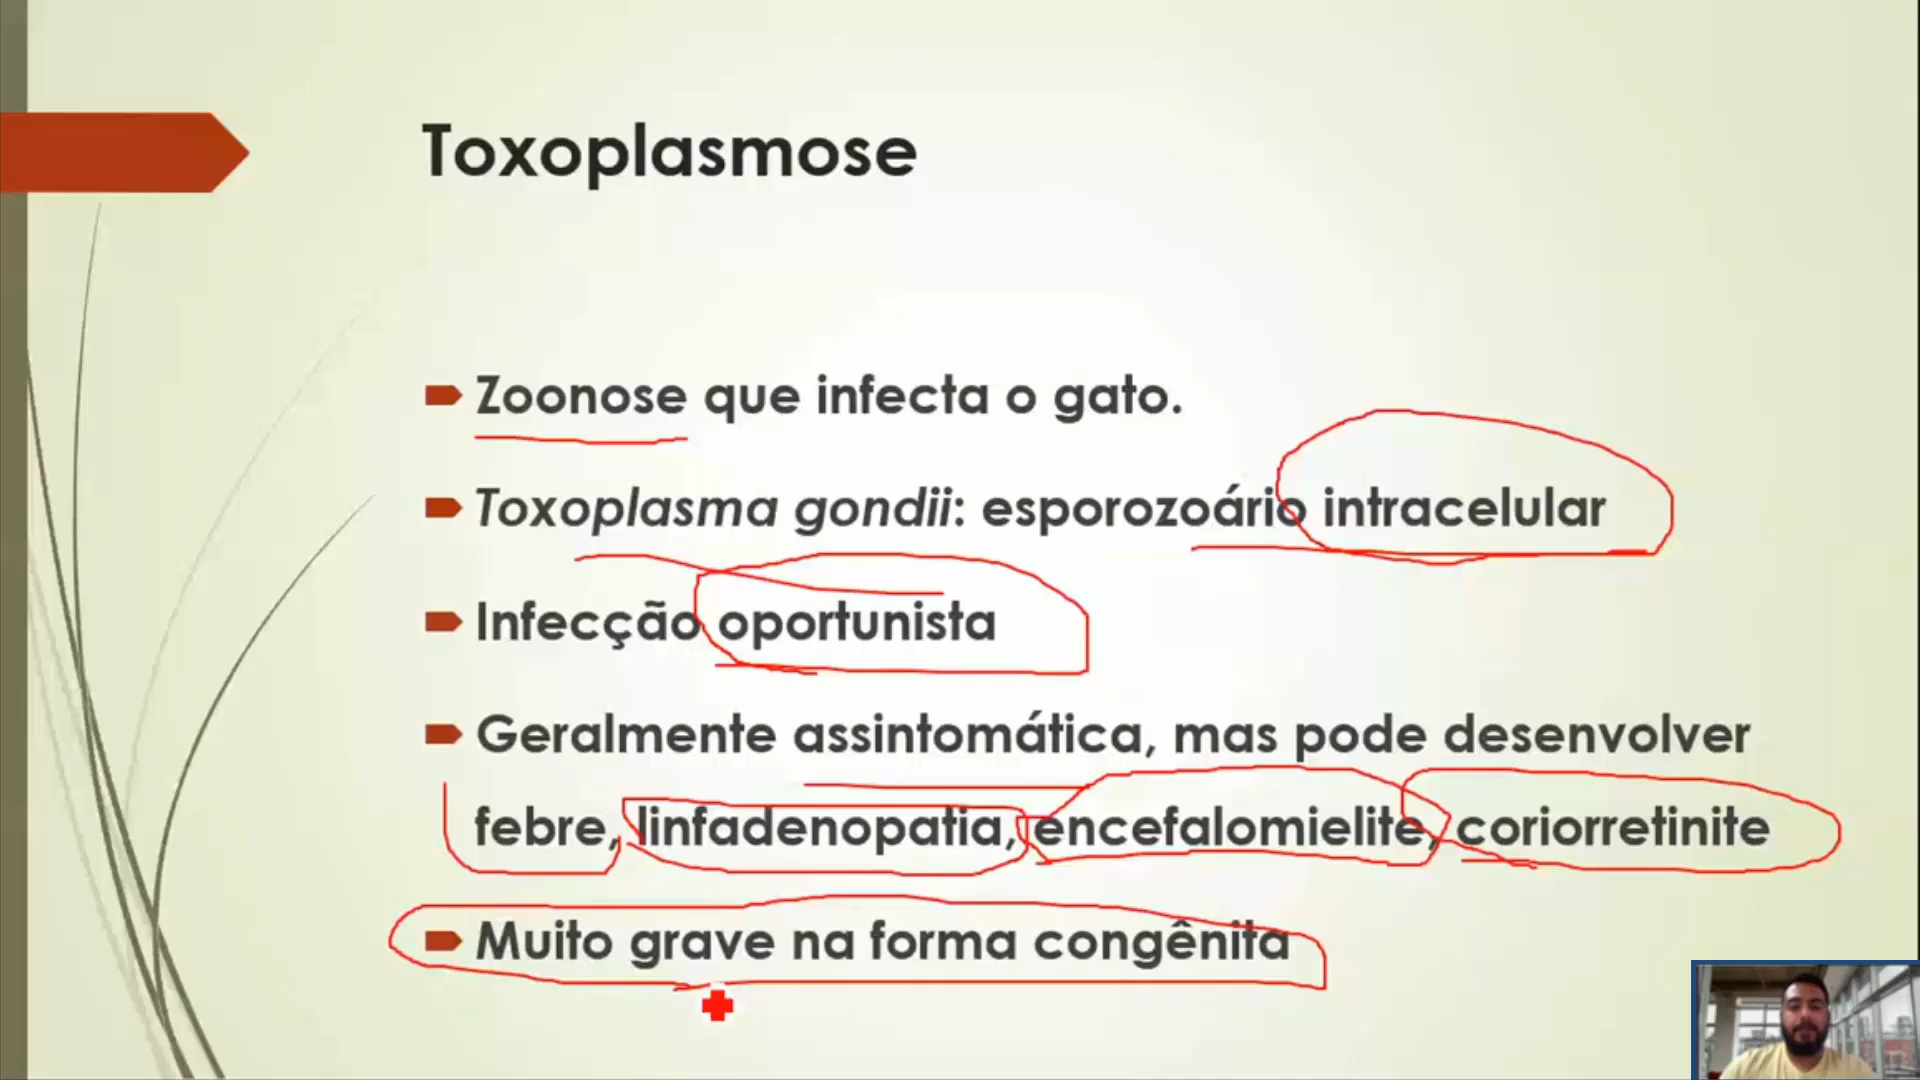 Toxoplasmose
Zoonose que infecta o gato.
Toxoplasma gondii: esporozoário intracelular
Infecção oportunista
Geralmente assintomática, mas pode desenvolver
febre, linfadenopatia, encefalomielite, coriorretinite
Muito grave na forma congênita